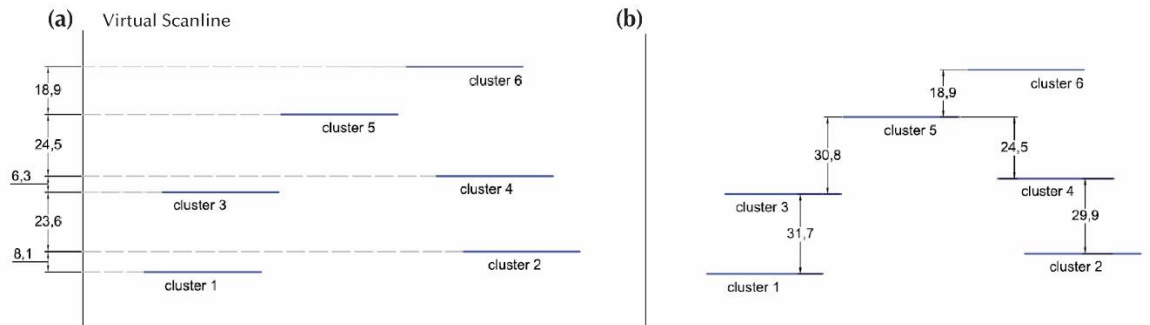 (a) Virtual Scanline
cluster 6
18,9
cluster 5
24,5
6,3
cluster 4
cluster 3
23,6
8,1
cluster 2
cluster 1
(b)
cluster 6
18,9
cluster 5
30,8
24,5
cluster 4
cluster 3
29,9
31,7
cluster 2
cluster 1